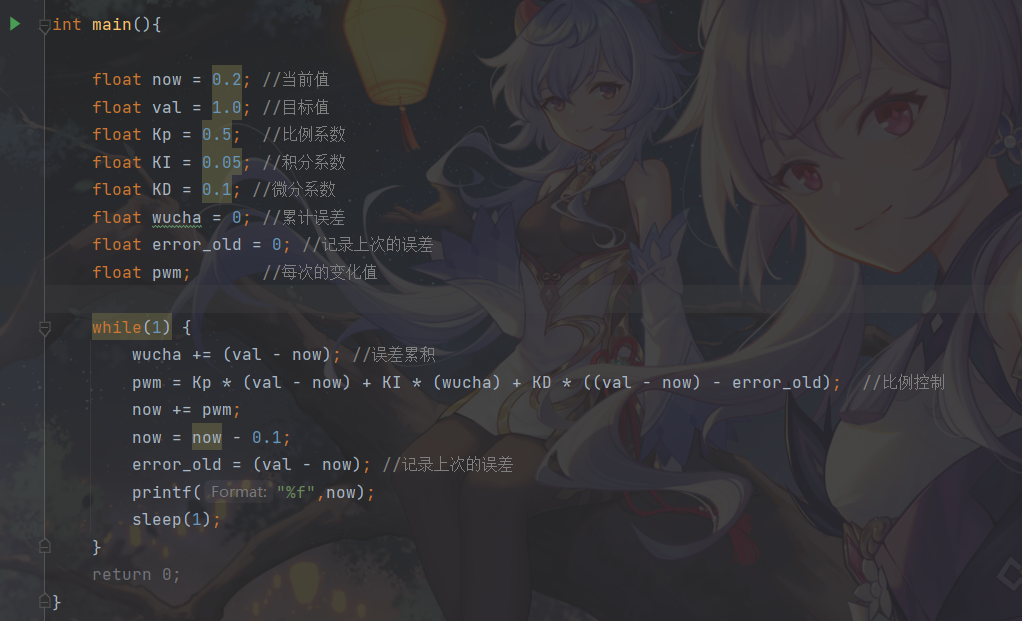 int main(){
float now = 0.2; //当前值
float val = 1.0; //目标值
float Kp = 0.5; //比例系数
float KI = 0.05; //积分系数
float KD = 0.1; //微分系数
float wucha = 0; //累计误差
float error_old = 0; //记录上次的误差
float pwm; //每次的变化值
while(1) {
wucha += (val - now); //误差累积
pwm = Kp * (val - now) + KI * (wucha) + KD * ((val - now) - error_old); //比例控制
now += pwm;
now = now - 0.1;
error_old = (val - now); //记录上次的误差
printf( Format: "%f",now);
sleep(1);
}
return 0;
}